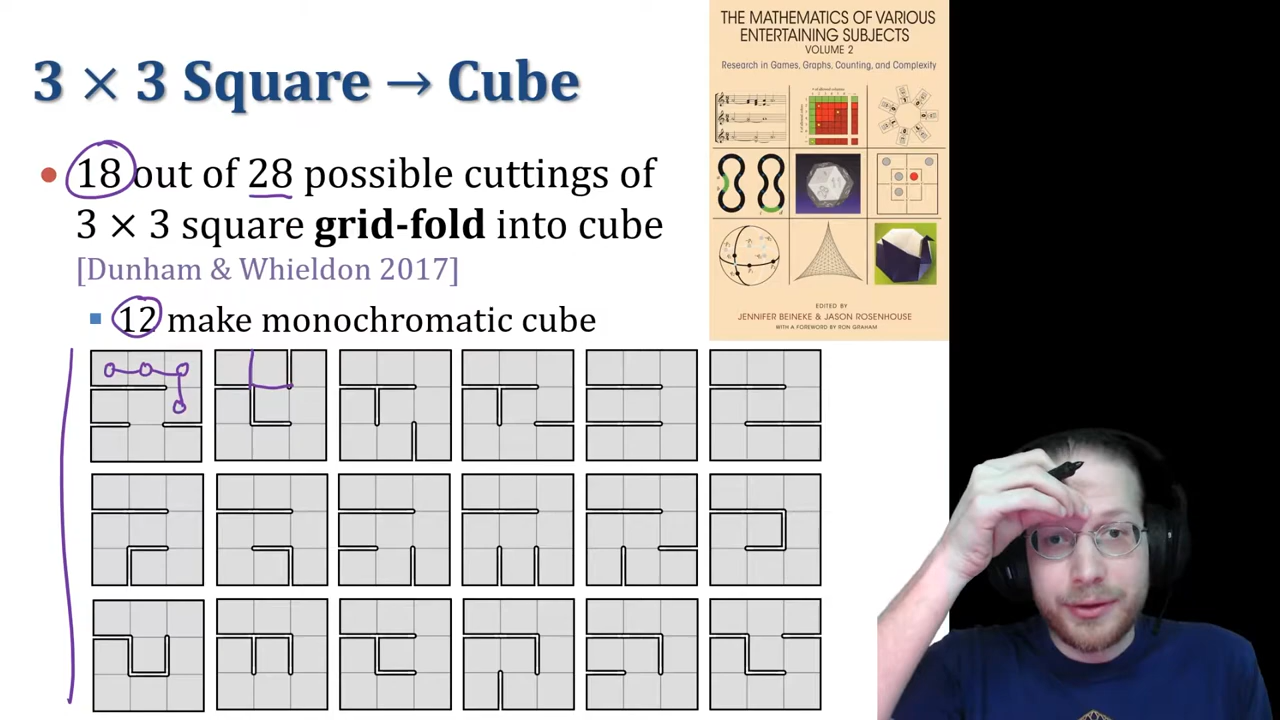 3 × 3 Square → Cube
• 18 out of 28 possible cuttings of
3 × 3 square grid-fold into cube
[Dunham & Whieldon 2017]
▪ 12 make monochromatic cube
THE MATHEMATICS OF VARIOUS
ENTERTAINING SUBJECTS
VOLUME 2
Research in Games, Graphs, Counting, and Complexity
EDITED BY
JENNIFER BEINEKE & JASON ROSENHOUSE
WITH A FOREWORD BY RON GRAHAM